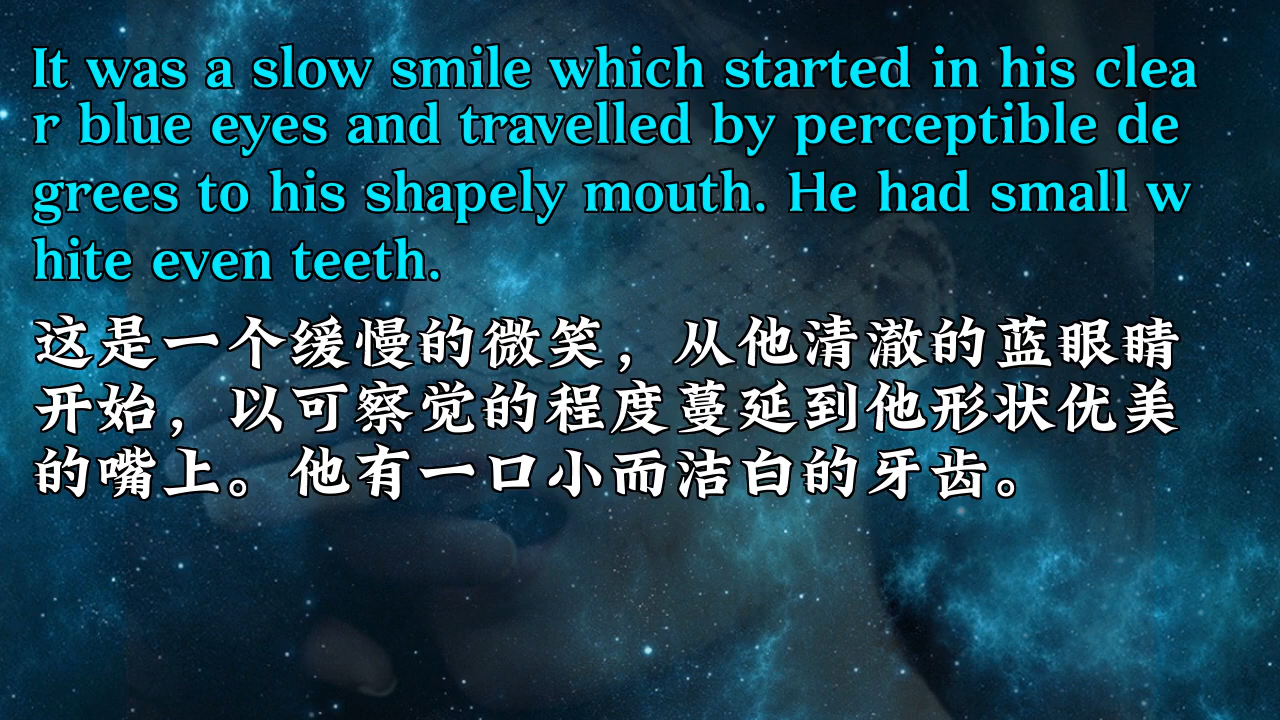 It was a slow smile which started in his clea
r blue eyes and travelled by perceptible de
grees to his shapely mouth. He had small w
hite even teeth.
这是一个缓慢的微笑，从他清澈的蓝眼睛
开始，以可察觉的程度蔓延到他形状优美
的嘴上。他有一口小而洁白的牙齿。